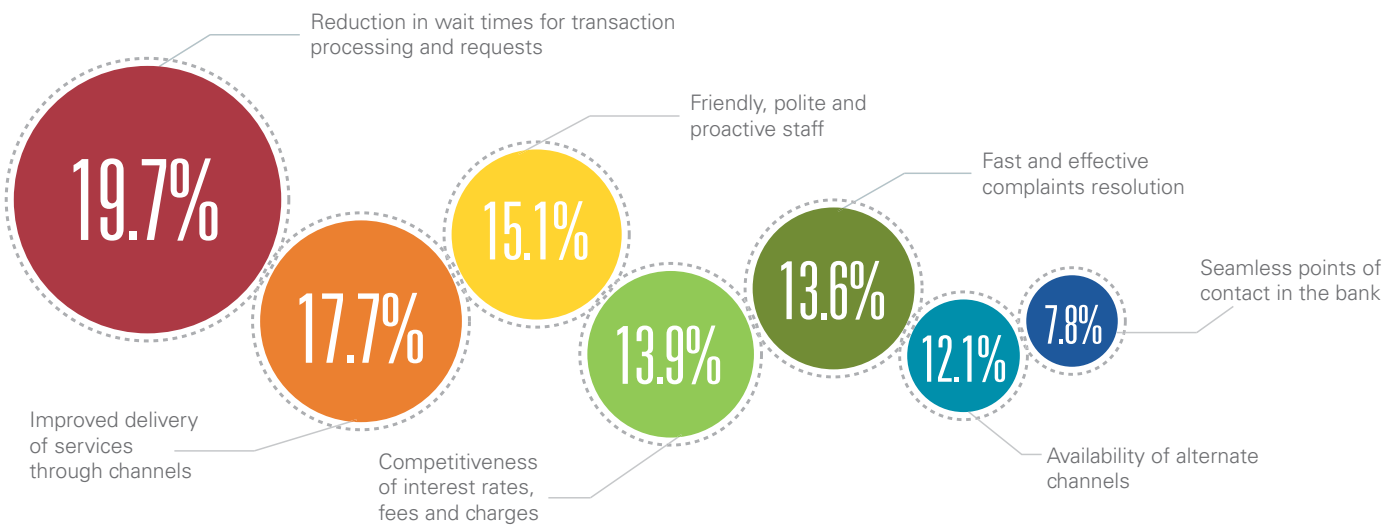 Reduction in wait times for transaction
processing and requests
19.7%
Improved delivery
of services
through channels
17.7%
Friendly, polite and
proactive staff
15.1%
Competitiveness
of interest rates,
fees and charges
13.9%
Fast and effective
complaints resolution
13.6%
Availability of alternate
channels
12.1%
Seamless points of
contact in the bank
7.8%